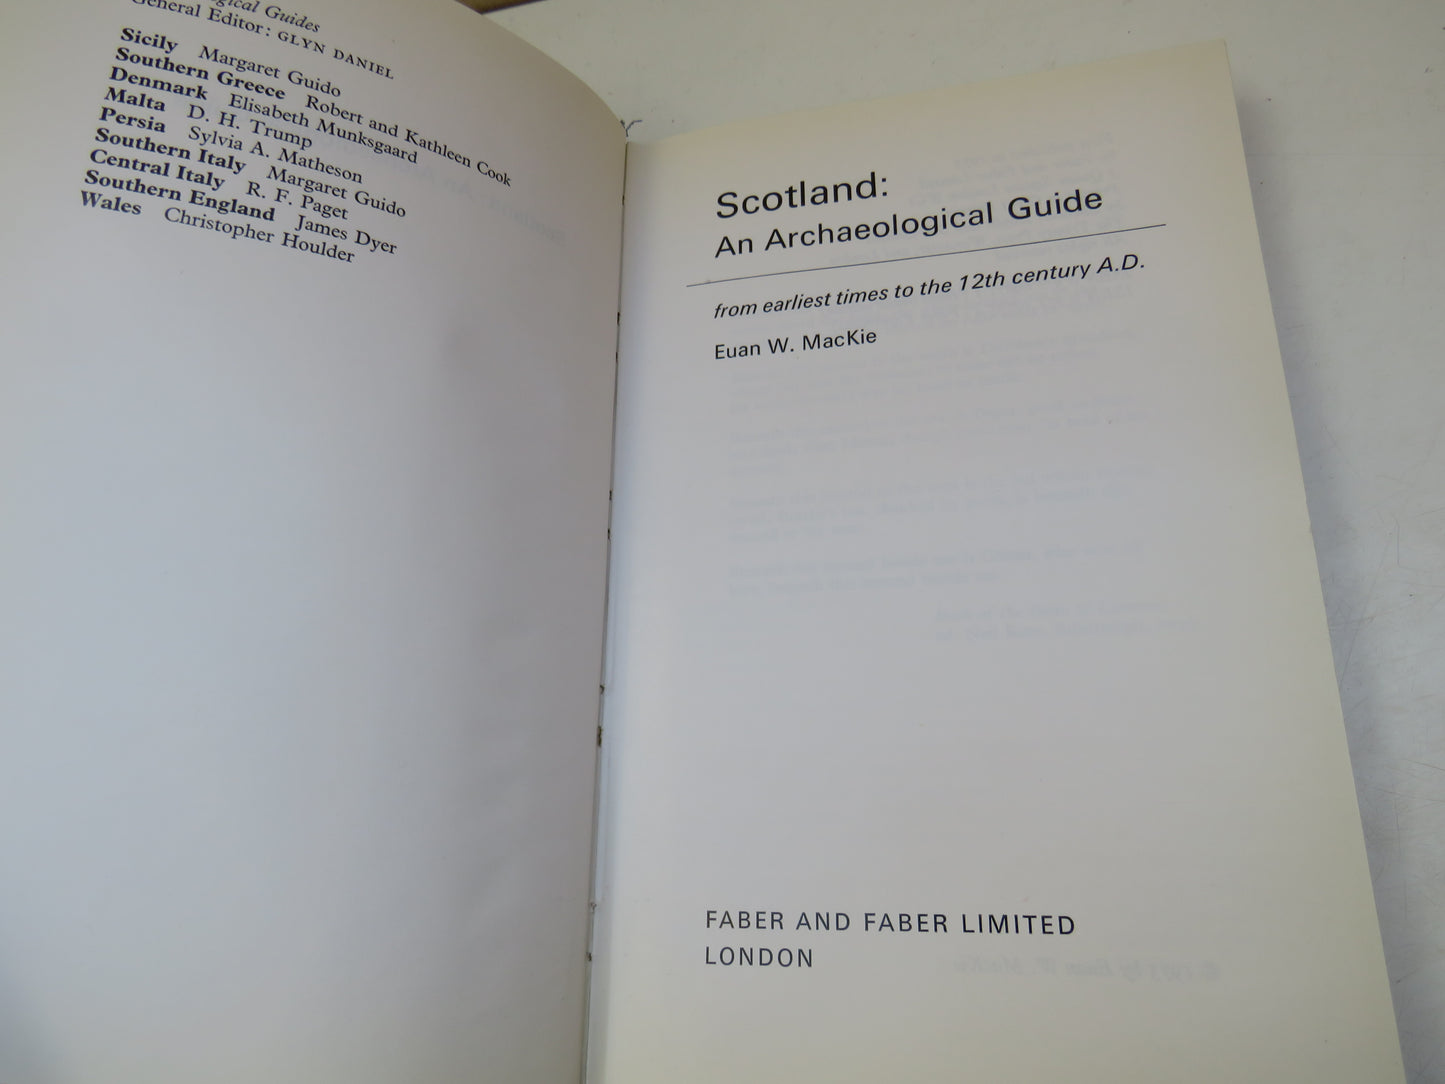 ical Guides
General Editor: GLYN DANIEL
Sicily Margaret Guido
Southern Greece Robert and Kathleen Cook
Denmark Elisabeth Munksgaard
Malta D. H. Trump
Persia Sylvia A. Matheson
Southern Italy Margaret Guido
Central Italy R. F. Paget
Southern England James Dyer
Wales Christopher Houlder
Scotland:
An Archaeological Guide
from earliest times to the 12th century A.D.
Euan W. MacKie
FABER AND FABER LIMITED
LONDON